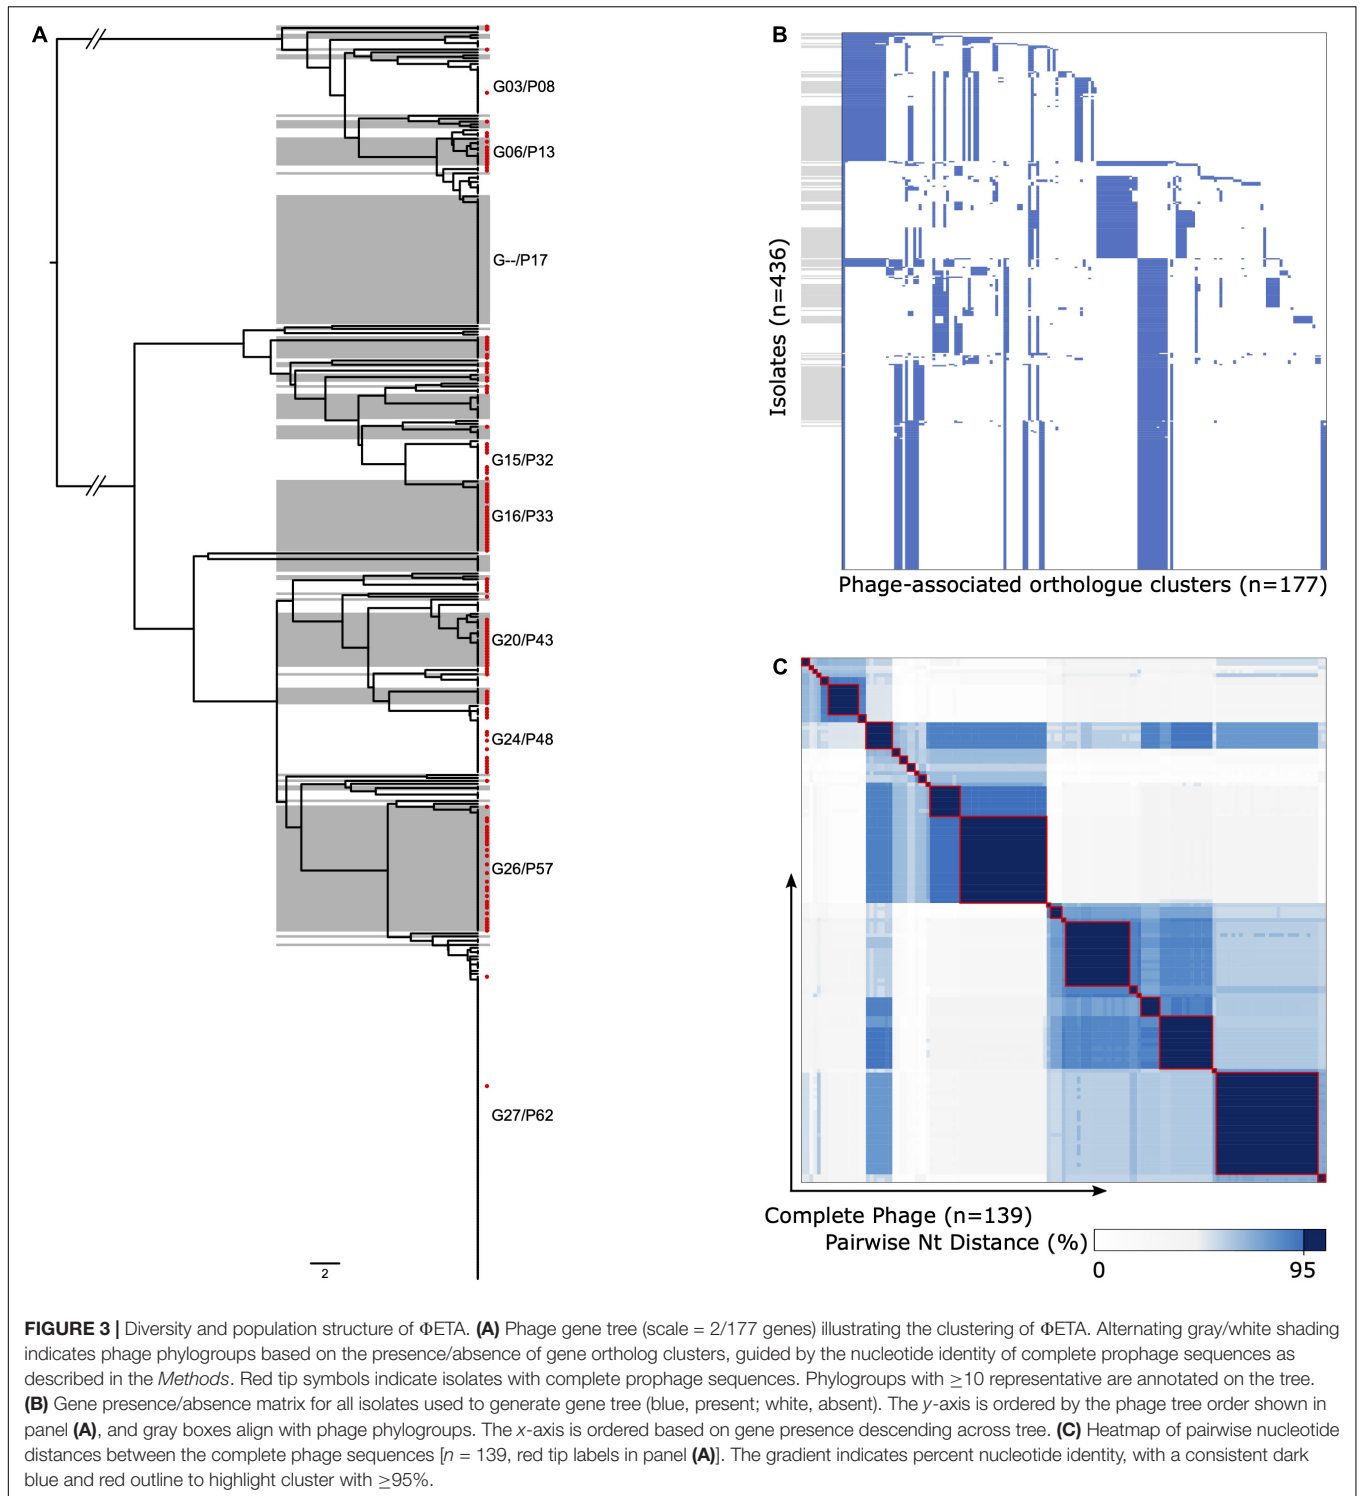 A
G03/P08
G06/P13
G--/P17
G15/P32
G16/P33
G20/P43
G24/P48
G26/P57
G27/P62
2
B
Isolates (n=436)
Phage-associated orthologue clusters (n=177)
C
Complete Phage (n=139)
Pairwise Nt Distance (%)
0 95
FIGURE 3 | Diversity and population structure of ΦETA. (A) Phage gene tree (scale = 2/177 genes) illustrating the clustering of ΦETA. Alternating gray/white shading
indicates phage phylogroups based on the presence/absence of gene ortholog clusters, guided by the nucleotide identity of complete prophage sequences as
described in the Methods. Red tip symbols indicate isolates with complete prophage sequences. Phylogroups with ≥10 representative are annotated on the tree.
(B) Gene presence/absence matrix for all isolates used to generate gene tree (blue, present; white, absent). The y-axis is ordered by the phage tree order shown in
panel (A), and gray boxes align with phage phylogroups. The x-axis is ordered based on gene presence descending across tree. (C) Heatmap of pairwise nucleotide
distances between the complete phage sequences [n = 139, red tip labels in panel (A)]. The gradient indicates percent nucleotide identity, with a consistent dark
blue and red outline to highlight cluster with ≥95%.